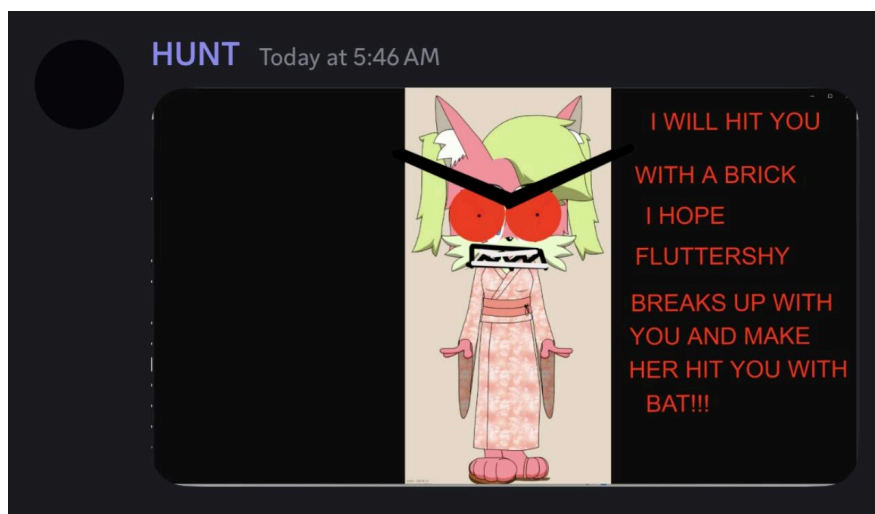 HUNT Today at 5:46 AM
I WILL HIT YOU
WITH A BRICK
I HOPE
FLUTTERSHY
BREAKS UP WITH
YOU AND MAKE
HER HIT YOU WITH
BAT!!!